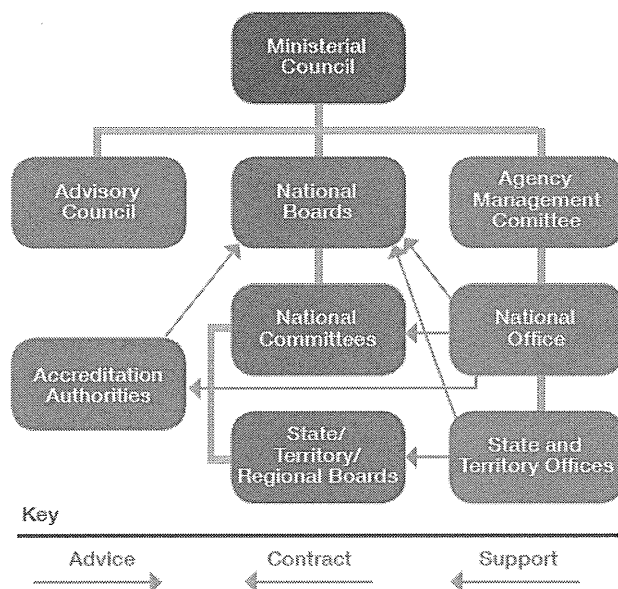 Ministerial
Council
Advisory
Council
National
Boards
Agency
Management
Comittee
National
Committees
National
Office
Accreditation
Authorities
State/
Territory/
Regional Boards
State and
Territory Offices
Key
Advice
Contract
Support